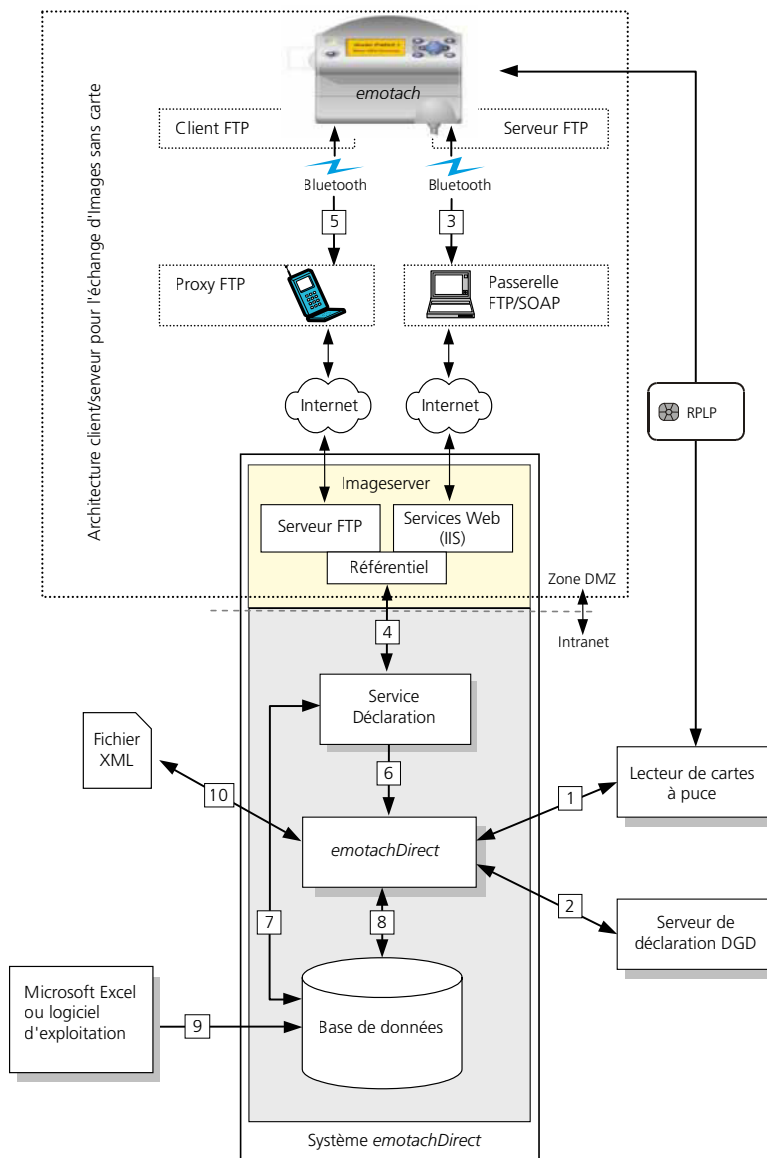 emotach
Client FTP
Serveur FTP
Bluetooth
Bluetooth
5
3
Proxy FTP
Passerelle
FTP/SOAP
Architecture client/serveur pour l'échange d'Images sans carte
Internet
Internet
RPLP
Imageserver
Serveur FTP
Services Web
(IIS)
Référentiel
Zone DMZ
Intranet
4
Service
Déclaration
Fichier
XML
6
10
1
Lecteur de cartes
à puce
emotachDirect
2
7
8
Serveur de
déclaration DGD
Microsoft Excel
ou logiciel
d'exploitation
9
Base de données
Système emotachDirect